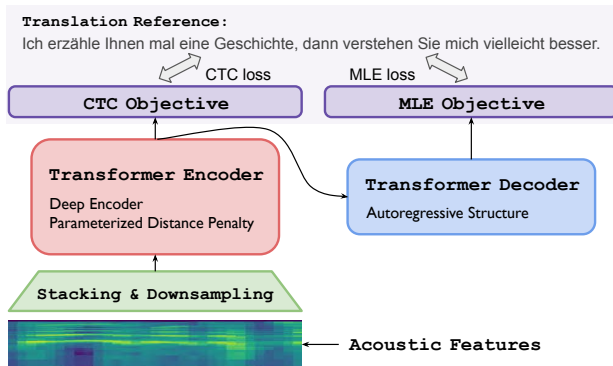 Translation Reference:
Ich erzähle Ihnen mal eine Geschichte, dann verstehen Sie mich vielleicht besser.
CTC loss
MLE loss
CTC Objective
MLE Objective
Transformer Encoder
Deep Encoder
Parameterized Distance Penalty
Transformer Decoder
Autoregressive Structure
Stacking & Downsampling
Acoustic Features